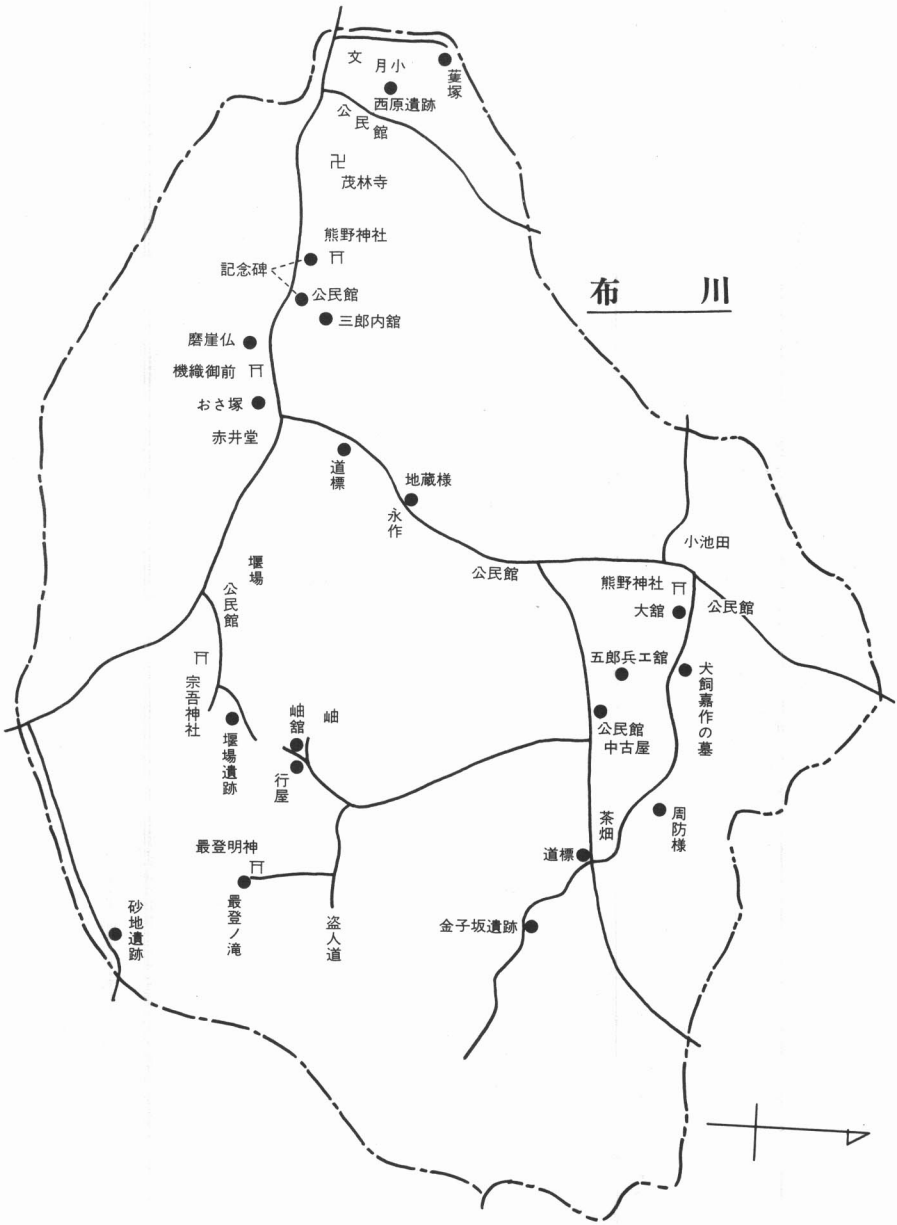 布川
文
月小
西原遺跡
公民館
茂林寺
熊野神社
記念碑
公民館
三郎内舘
磨崖仏
機織御前
おさ塚
赤井堂
道標
地蔵様
永作
小池田
堰場
公民館
公民館
熊野神社
大舘
公民館
宗吾神社
五郎兵エ舘
犬飼嘉作の墓
堰場遺跡
岫舘
岫
行屋
公民館
中古屋
茶畑
周防様
道標
最登明神
最登ノ滝
盗人道
金子坂遺跡
砂地遺跡